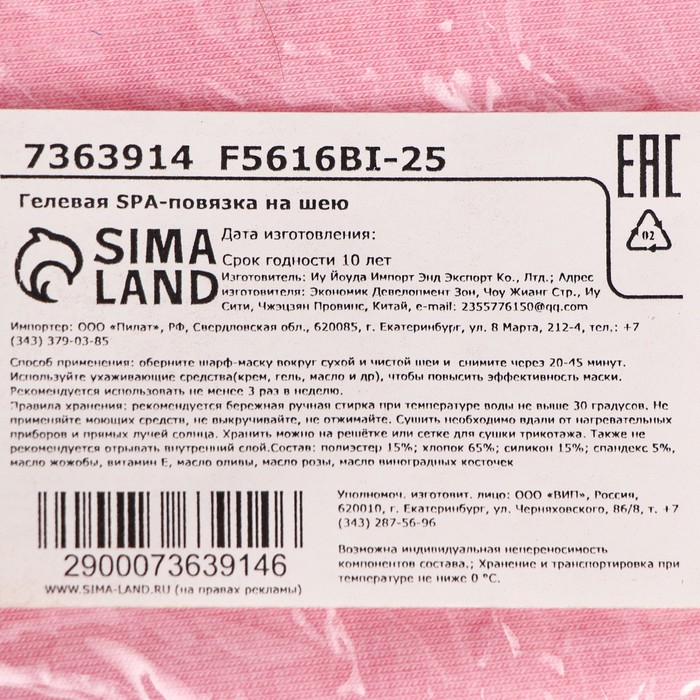 7363914 F5616BI-25
EAC
02
Гелевая SPA-повязка на шею
SIMA
LAND
Дата изготовления:
Срок годности 10 лет
Изготовитель: Иу Йоуда Импорт Энд Экспорт Ко., Лтд.; Адрес
изготовителя: Экономик Девелопмент Зон, Чоу Жианг Стр., Иу
Сити, Чжэцзян Провинс, Китай, e-mail: 2355776150@qq.com
Импортер: ООО «Пилат», РФ, Свердловская обл., 620085, г. Екатеринбург, ул. 8 Марта, 212-4, тел.: +7
(343) 379-03-85
Способ применения: оберните шарф-маску вокруг сухой и чистой шеи и снимите через 20-45 минут.
Используйте ухаживающие средства(крем, гель, масло и др), чтобы повысить эффективность маски.
Рекомендуется использовать не менее 3 раз в неделю.
Правила хранения: рекомендуется бережная ручная стирка при температуре воды не выше 30 градусов. Не
применяйте моющих средств, не выкручивайте, не отжимайте. Сушить необходимо вдали от нагревательных
приборов и прямых лучей солнца. Хранить можно на решётке или сетке для сушки трикотажа. Также не
рекомендуется отрывать внутренний слой.Состав: полиэстер 15%; хлопок 65%; силикон 15%; спандекс 5%,
масло жожобы, витамин Е, масло оливы, масло розы, масло виноградных косточек
2900073639146
WWW.SIMA-LAND.RU (на правах рекламы)
Уполномоч. изготовит. лицо: ООО «ВИП», Россия,
620010, г. Екатеринбург, ул. Черняховского, 86/8, т. +7
(343) 287-56-96
Возможна индивидуальная непереносимость
компонентов состава.; Хранение и транспортировка при
температуре не ниже 0 °С.